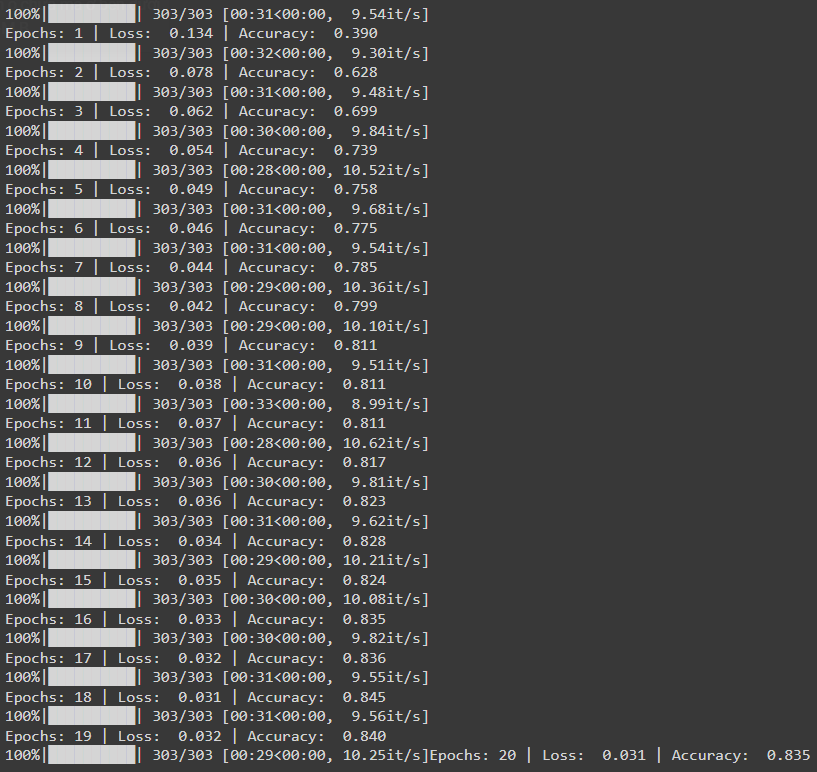 100%|██████████| 303/303 [00:31<00:00,  9.54it/s]
Epochs: 1 | Loss:  0.134 | Accuracy:  0.390
100%|██████████| 303/303 [00:32<00:00,  9.30it/s]
Epochs: 2 | Loss:  0.078 | Accuracy:  0.628
100%|██████████| 303/303 [00:31<00:00,  9.48it/s]
Epochs: 3 | Loss:  0.062 | Accuracy:  0.699
100%|██████████| 303/303 [00:30<00:00,  9.84it/s]
Epochs: 4 | Loss:  0.054 | Accuracy:  0.739
100%|██████████| 303/303 [00:28<00:00, 10.52it/s]
Epochs: 5 | Loss:  0.049 | Accuracy:  0.758
100%|██████████| 303/303 [00:31<00:00,  9.68it/s]
Epochs: 6 | Loss:  0.046 | Accuracy:  0.775
100%|██████████| 303/303 [00:31<00:00,  9.54it/s]
Epochs: 7 | Loss:  0.044 | Accuracy:  0.785
100%|██████████| 303/303 [00:29<00:00, 10.36it/s]
Epochs: 8 | Loss:  0.042 | Accuracy:  0.799
100%|██████████| 303/303 [00:29<00:00, 10.10it/s]
Epochs: 9 | Loss:  0.039 | Accuracy:  0.811
100%|██████████| 303/303 [00:31<00:00,  9.51it/s]
Epochs: 10 | Loss:  0.038 | Accuracy:  0.811
100%|██████████| 303/303 [00:33<00:00,  8.99it/s]
Epochs: 11 | Loss:  0.037 | Accuracy:  0.811
100%|██████████| 303/303 [00:28<00:00, 10.62it/s]
Epochs: 12 | Loss:  0.036 | Accuracy:  0.817
100%|██████████| 303/303 [00:30<00:00,  9.81it/s]
Epochs: 13 | Loss:  0.036 | Accuracy:  0.823
100%|██████████| 303/303 [00:31<00:00,  9.62it/s]
Epochs: 14 | Loss:  0.034 | Accuracy:  0.828
100%|██████████| 303/303 [00:29<00:00, 10.21it/s]
Epochs: 15 | Loss:  0.035 | Accuracy:  0.824
100%|██████████| 303/303 [00:30<00:00, 10.08it/s]
Epochs: 16 | Loss:  0.033 | Accuracy:  0.835
100%|██████████| 303/303 [00:30<00:00,  9.82it/s]
Epochs: 17 | Loss:  0.032 | Accuracy:  0.836
100%|██████████| 303/303 [00:31<00:00,  9.55it/s]
Epochs: 18 | Loss:  0.031 | Accuracy:  0.845
100%|██████████| 303/303 [00:31<00:00,  9.56it/s]
Epochs: 19 | Loss:  0.032 | Accuracy:  0.840
100%|██████████| 303/303 [00:29<00:00, 10.25it/s]Epochs: 20 | Loss:  0.031 | Accuracy:  0.835